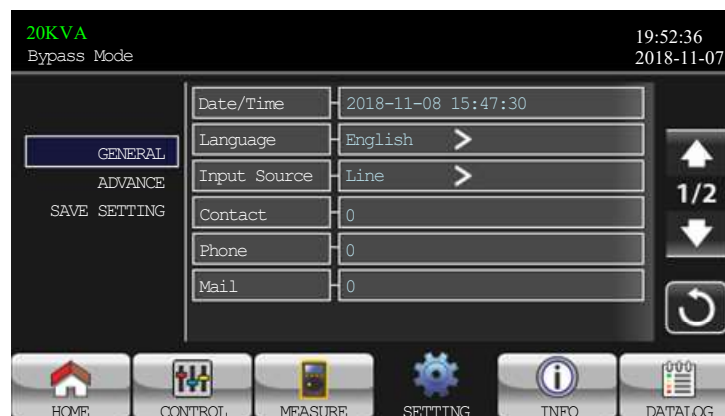 20KVA
19:52:36
Bypass Mode
2018-11-07
Date/Time 2018-11-08 15:47:30
Language English >
GENERAL
Input Source Line >
ADVANCE
1/2
SAVE SETTING
Contact 0
Phone 0
Mail 0
HOME CONTROL MEASURE SETTING INFO DATALOG